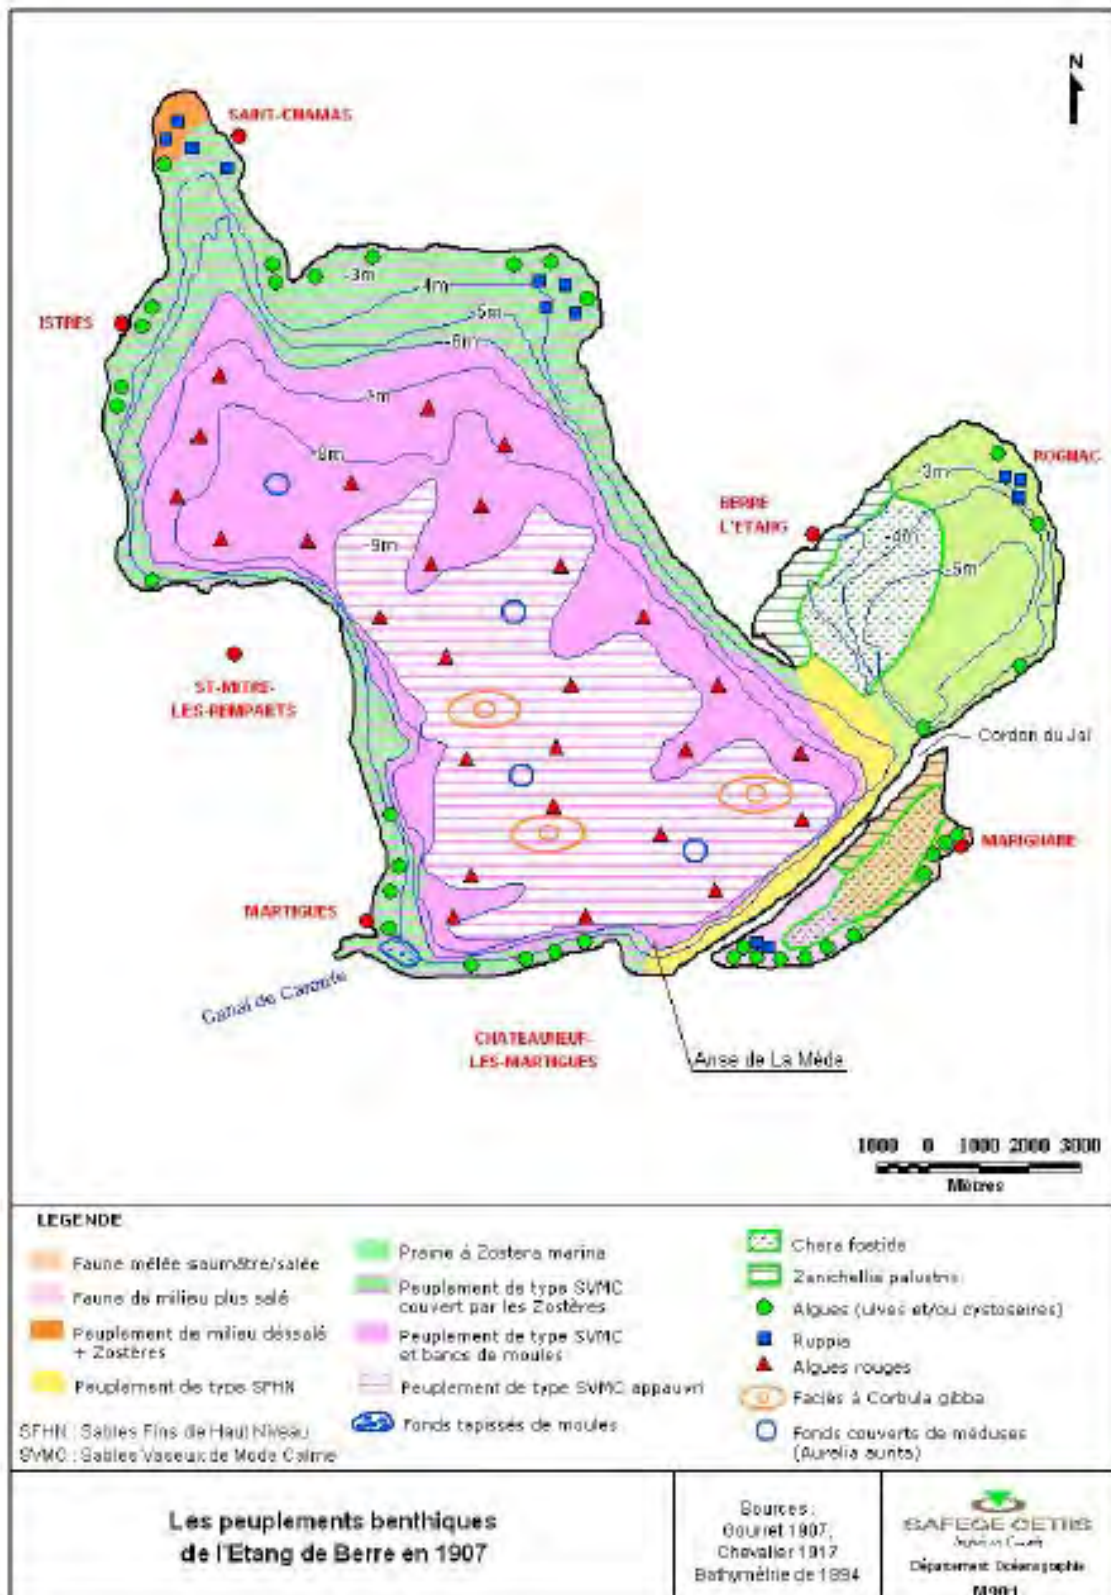 N
SAINT-CHAMAS
-3m
-4m
-5m
-6m
ISTRES
-7m
-8m
-9m
ROGNAC
-3m
BERRE
L'ETANG
-4m
-5m
ST-MITRE-
LES-REMPARTS
Cordon du Jaï
MARIGNANE
MARTIGUES
Canal de Caronte
CHATEAUNEUF-
LES-MARTIGUES
Anse de La Mède
1000 0 1000 2000 3000
Mètres
LEGENDE
Faune mêlée saumâtre/salée
Faune de milieu plus salé
Peuplement de milieu déssalé
+ Zostères
Peuplement de type SFHN
SFHN : Sables Fins de Haut Niveau
SVMC : Sables Vaseux de Mode Calme
Prairie à Zostera marina
Peuplement de type SVMC
couvert par les Zostères
Peuplement de type SVMC
et bancs de moules
Peuplement de type SVMC appauvri
Fonds tapissés de moules
Chara foetida
Zanichellia palustris
Algues (ulves et/ou cystoseires)
Ruppia
Algues rouges
Faciès à Corbula gibba
Fonds couverts de méduses
(Aurelia aurita)
Les peuplements benthiques
de l'Etang de Berre en 1907
Sources :
Gourret 1907,
Chevalier 1917
Bathymétrie de 1894
SAFEGE CETIIS
Département Océanographie
M901